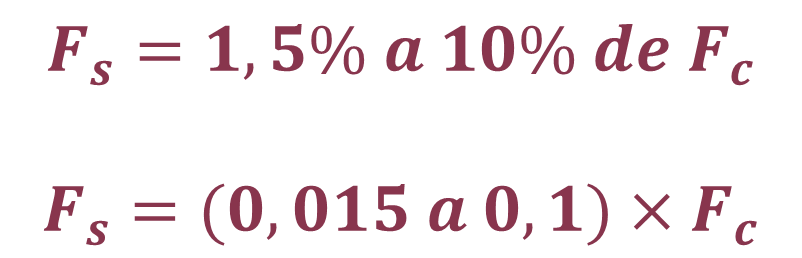 F_s = 1,5% a 10% de F_c
F_s = (0,015 a 0,1) × F_c